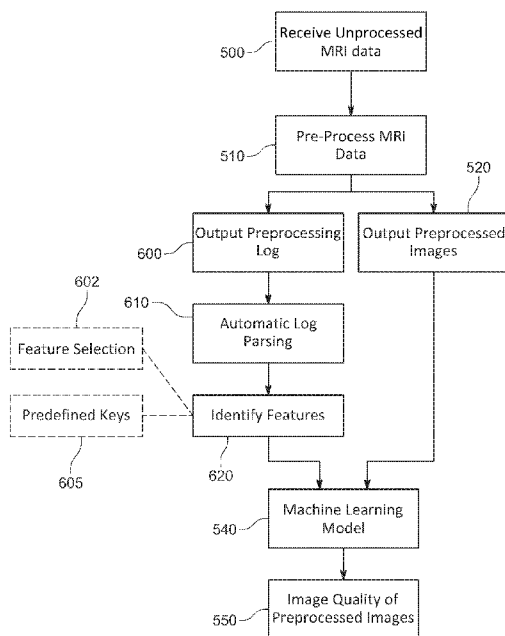 Receive Unprocessed
MRI data
500
Pre-Process MRI
Data
510
520
Output Preprocessing
Log
600
Output Preprocessed
Images
602
610
Automatic Log
Parsing
Feature Selection
Predefined Keys
605
Identify Features
620
Machine Learning
Model
540
Image Quality of
Preprocessed Images
550